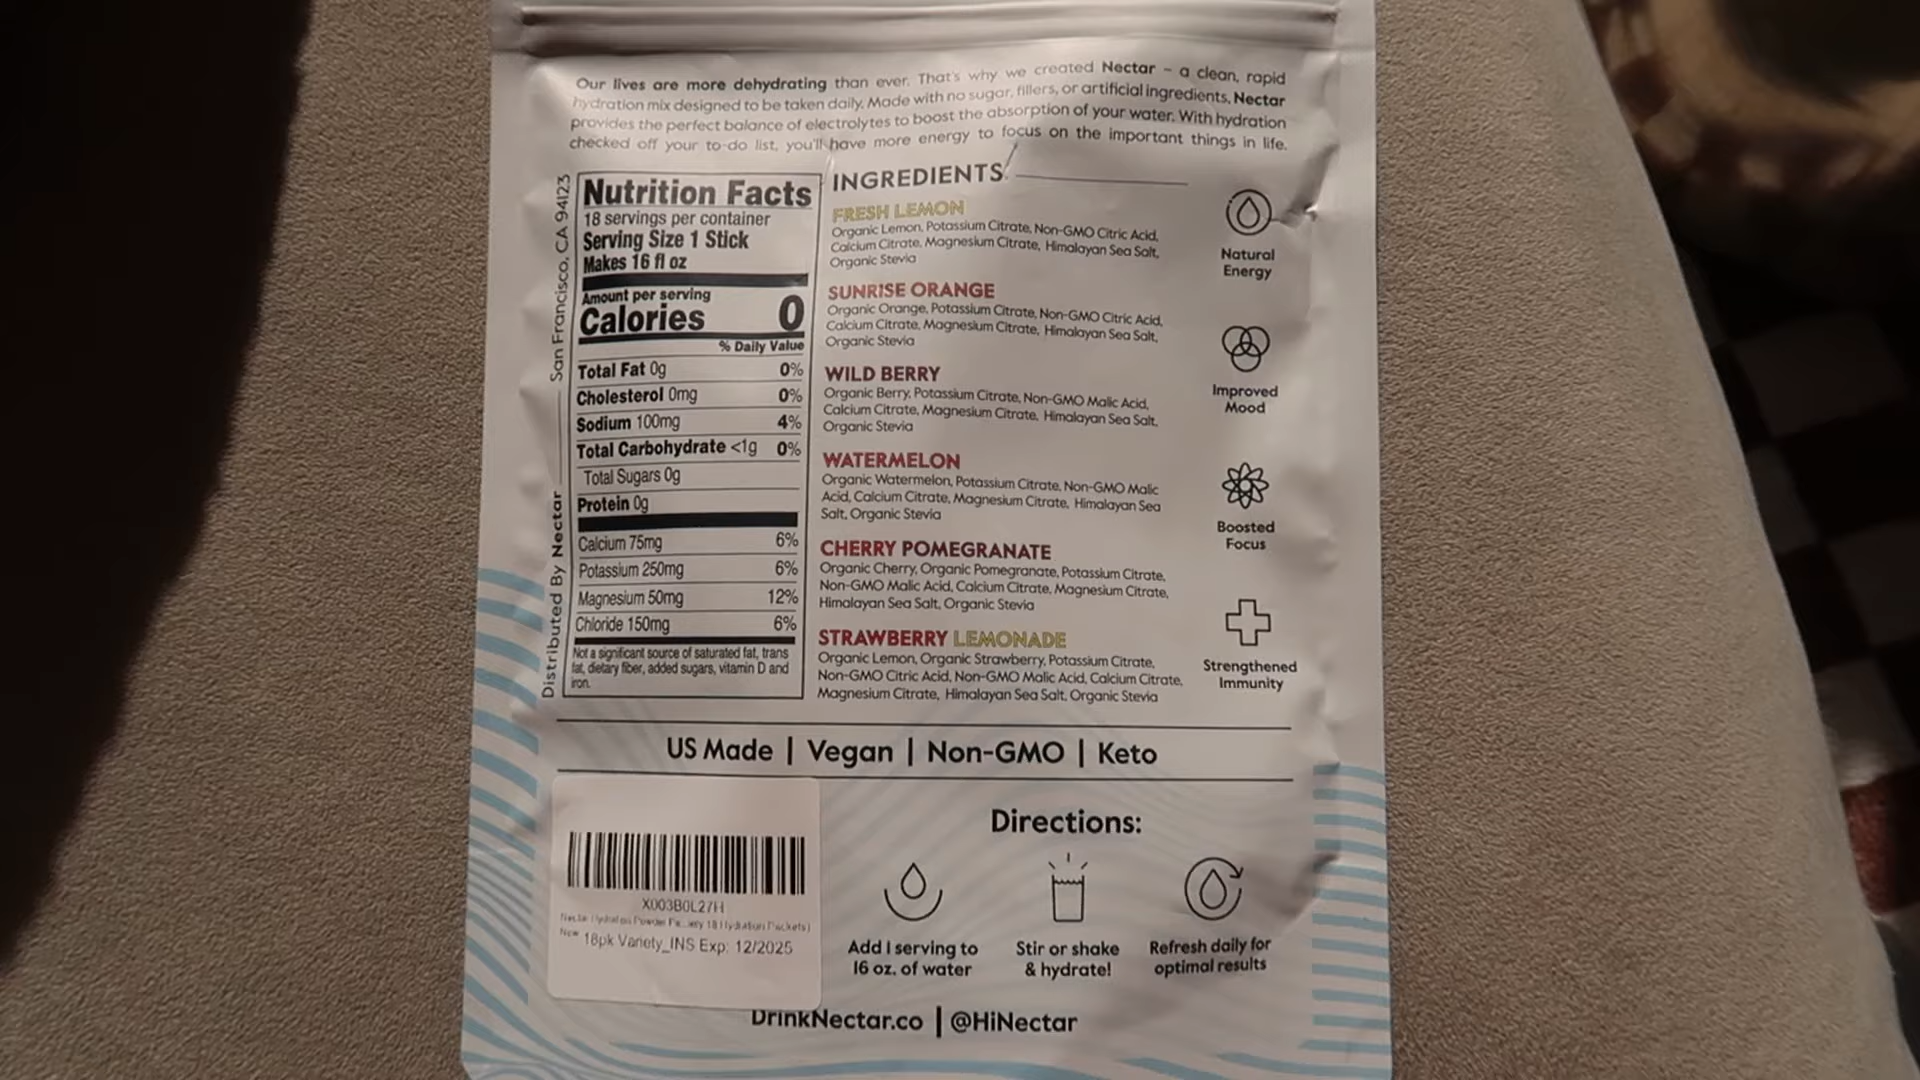 Our lives are more dehydrating than ever. That's why we created Nectar – a clean, rapid
hydration mix designed to be taken daily. Made with no sugar, fillers, or artificial ingredients, Nectar
provides the perfect balance of electrolytes to boost the absorption of your water. With hydration
checked off your to-do list, you'll have more energy to focus on the important things in life.
Distributed By Nectar San Francisco, CA 94123
Nutrition Facts
18 servings per container
Serving Size 1 Stick
Makes 16 fl oz
Amount per serving
Calories 0
% Daily Value
Total Fat 0g 0%
Cholesterol 0mg 0%
Sodium 100mg 4%
Total Carbohydrate <1g 0%
Total Sugars 0g
Protein 0g
Calcium 75mg 6%
Potassium 250mg 6%
Magnesium 50mg 12%
Chloride 150mg 6%
Not a significant source of saturated fat, trans
fat, dietary fiber, added sugars, vitamin D and
iron.
INGREDIENTS
FRESH LEMON
Organic Lemon, Potassium Citrate, Non-GMO Citric Acid,
Calcium Citrate, Magnesium Citrate, Himalayan Sea Salt,
Organic Stevia
SUNRISE ORANGE
Organic Orange, Potassium Citrate, Non-GMO Citric Acid,
Calcium Citrate, Magnesium Citrate, Himalayan Sea Salt,
Organic Stevia
WILD BERRY
Organic Berry, Potassium Citrate, Non-GMO Malic Acid,
Calcium Citrate, Magnesium Citrate, Himalayan Sea Salt,
Organic Stevia
WATERMELON
Organic Watermelon, Potassium Citrate, Non-GMO Malic
Acid, Calcium Citrate, Magnesium Citrate, Himalayan Sea
Salt, Organic Stevia
CHERRY POMEGRANATE
Organic Cherry, Organic Pomegranate, Potassium Citrate,
Non-GMO Malic Acid, Calcium Citrate, Magnesium Citrate,
Himalayan Sea Salt, Organic Stevia
STRAWBERRY LEMONADE
Organic Lemon, Organic Strawberry, Potassium Citrate,
Non-GMO Citric Acid, Non-GMO Malic Acid, Calcium Citrate,
Magnesium Citrate, Himalayan Sea Salt, Organic Stevia
Natural
Energy
Improved
Mood
Boosted
Focus
Strengthened
Immunity
US Made | Vegan | Non-GMO | Keto
X003B0L27H
Nectar Hydration Powder 18 Hydration Packets)
New
18pk Variety_INS Exp: 12/2025
Directions:
Add 1 serving to
16 oz. of water
Stir or shake
& hydrate!
Refresh daily for
optimal results
DrinkNectar.co | @HiNectar